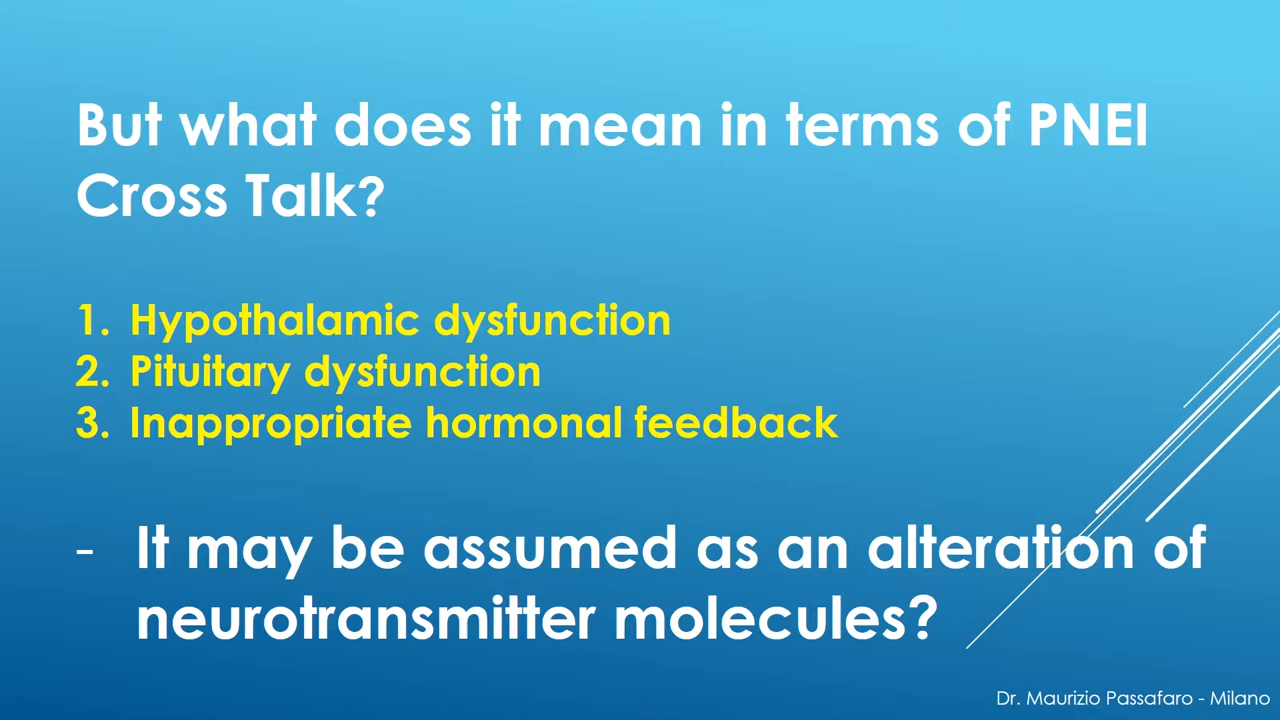 But what does it mean in terms of PNEI
Cross Talk?
1. Hypothalamic dysfunction
2. Pituitary dysfunction
3. Inappropriate hormonal feedback
- It may be assumed as an alteration of
neurotransmitter molecules?
Dr. Maurizio Passafaro - Milano